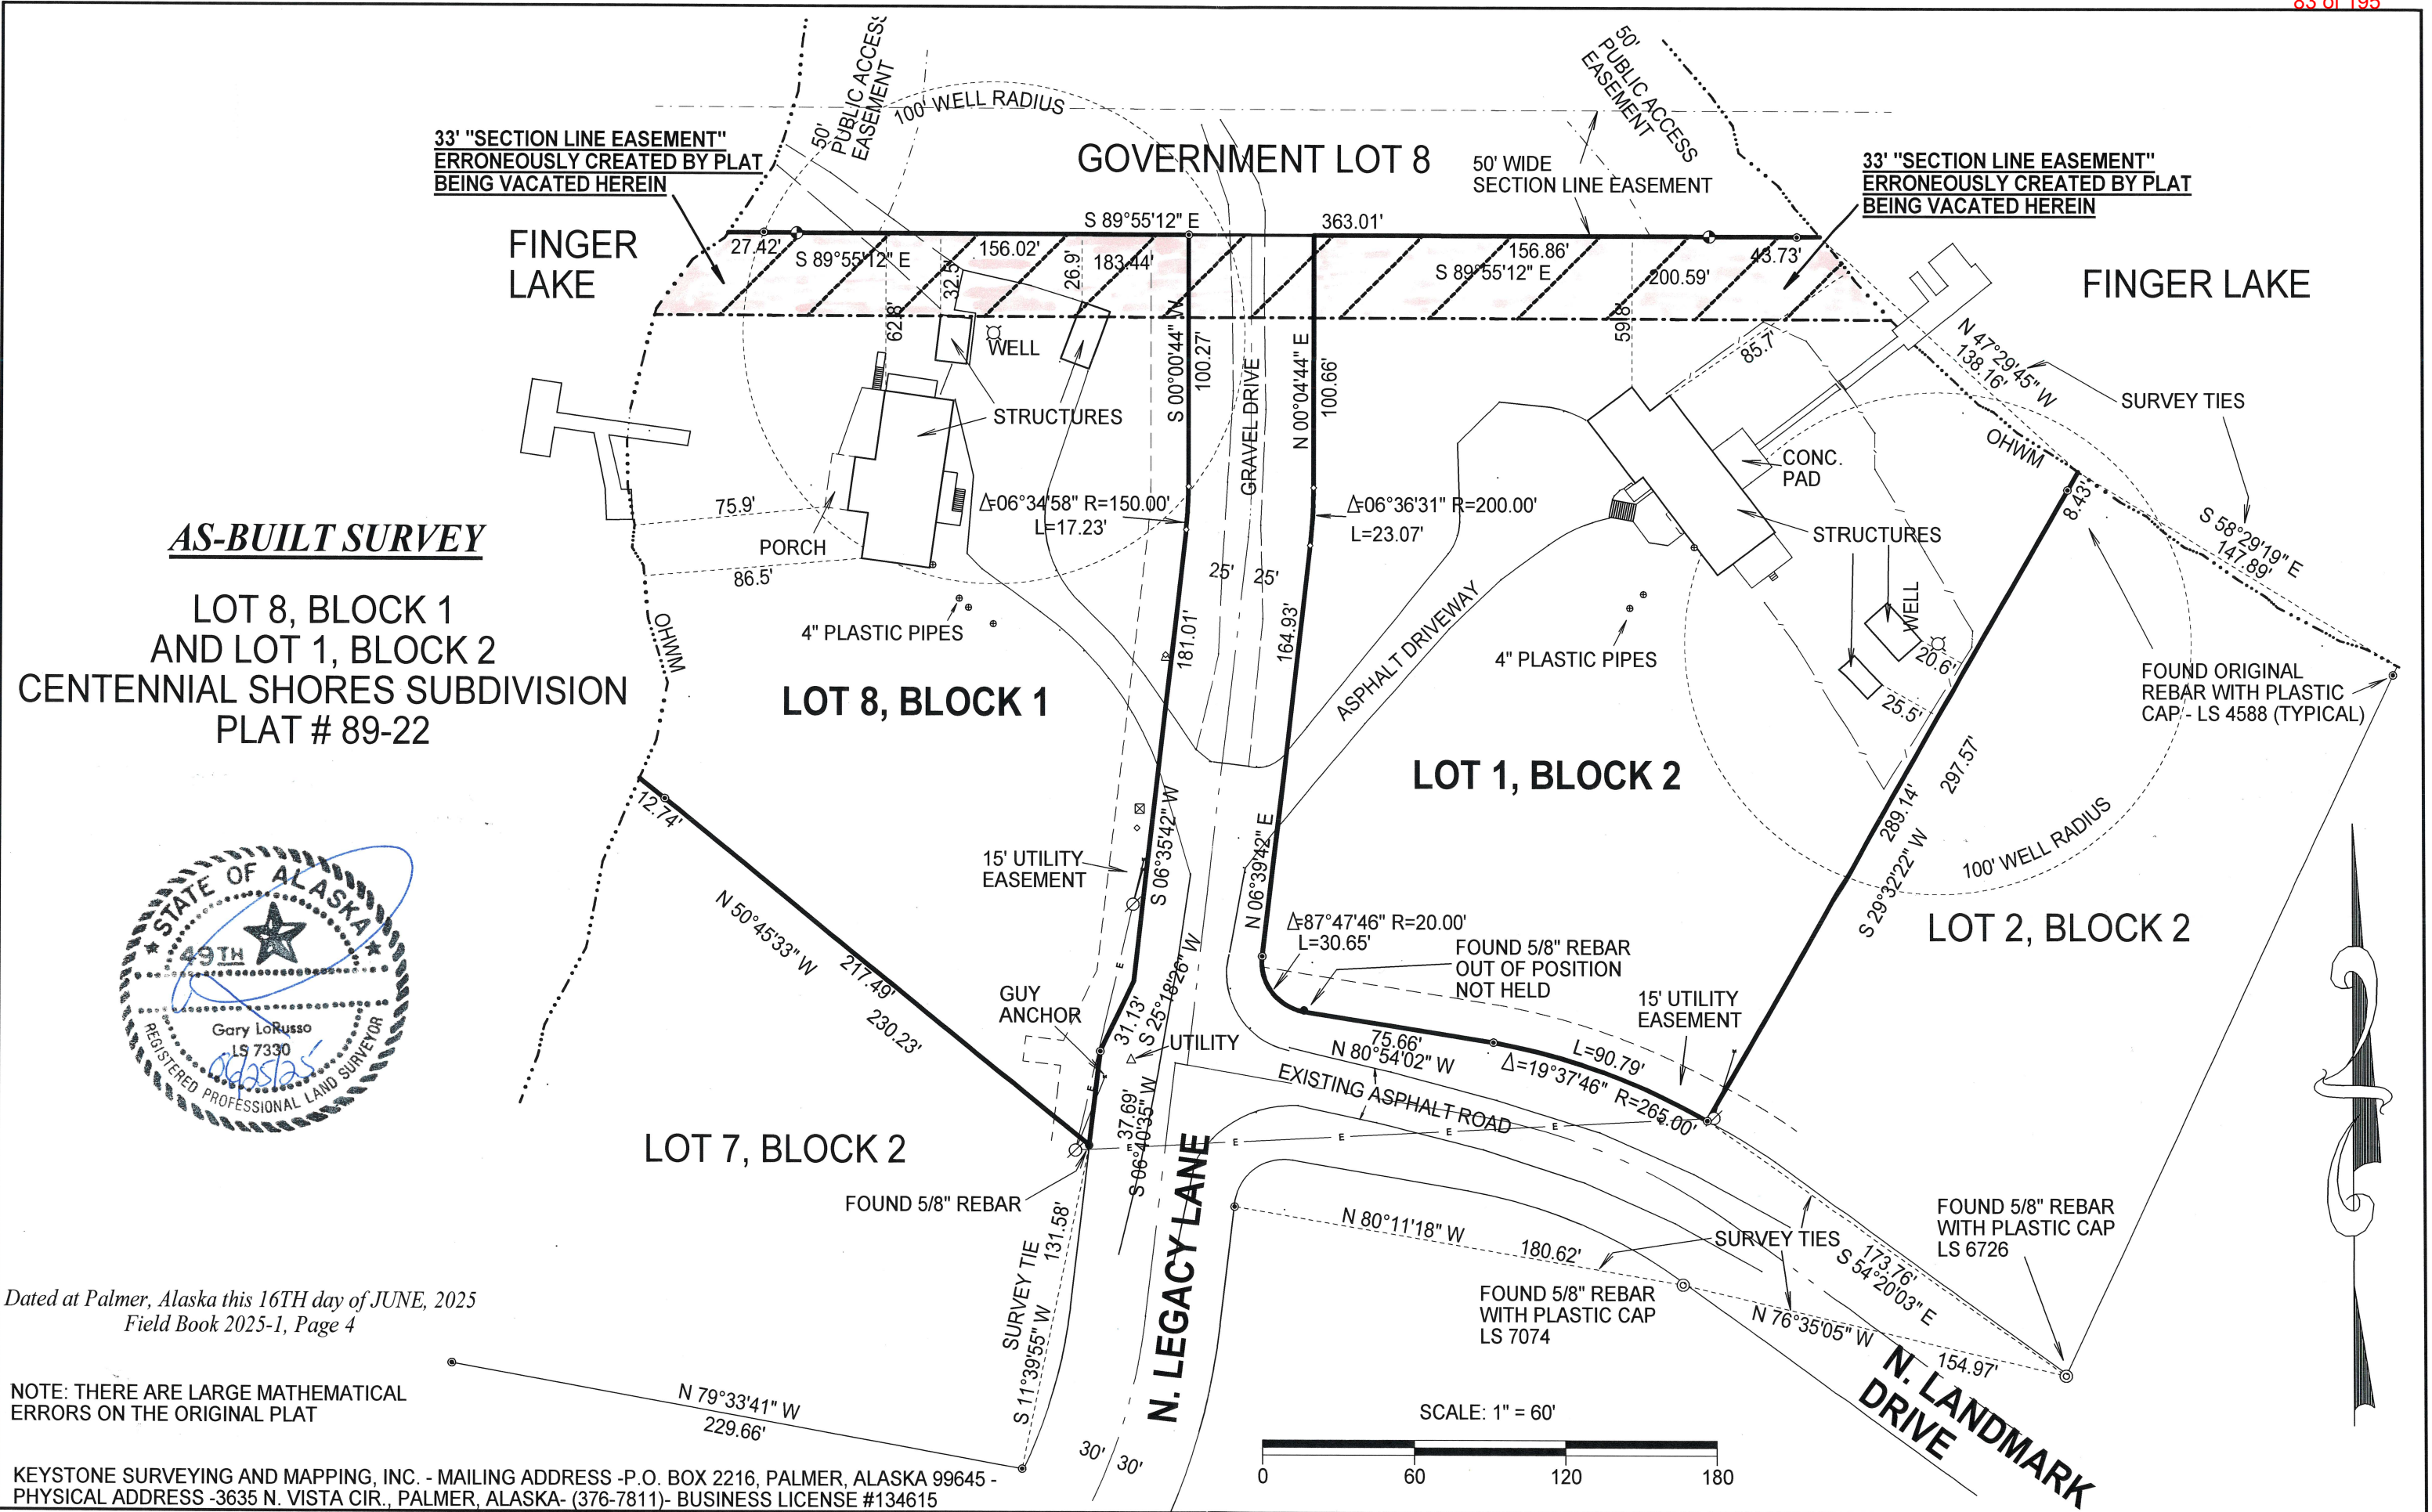 83 of 195
50'
PUBLIC ACCESS
EASEMENT
100' WELL RADIUS
50'
PUBLIC ACCESS
EASEMENT
33' "SECTION LINE EASEMENT"
ERRONEOUSLY CREATED BY PLAT
BEING VACATED HEREIN
GOVERNMENT LOT 8
50' WIDE
SECTION LINE EASEMENT
33' "SECTION LINE EASEMENT"
ERRONEOUSLY CREATED BY PLAT
BEING VACATED HEREIN
FINGER
LAKE
FINGER LAKE
S 89°55'12" E
363.01'
27.42'
S 89°55'12" E
156.02'
183.44'
156.86'
S 89°55'12" E
200.59'
43.73'
62.8'
32.5'
26.9'
59.8'
85.7'
WELL
STRUCTURES
S 00°00'44" W
100.27'
GRAVEL DRIVE
N 00°04'44" E
100.66'
N 47°29'45" W
138.16'
SURVEY TIES
OHWM
CONC.
PAD
STRUCTURES
8.43'
S 58°29'19" E
147.89'
75.9'
PORCH
86.5'
Δ=06°34'58" R=150.00'
L=17.23'
Δ=06°36'31" R=200.00'
L=23.07'
25'
25'
AS-BUILT SURVEY
LOT 8, BLOCK 1
AND LOT 1, BLOCK 2
CENTENNIAL SHORES SUBDIVISION
PLAT # 89-22
OHWM
4" PLASTIC PIPES
181.01'
164.93'
ASPHALT DRIVEWAY
4" PLASTIC PIPES
WELL
20.6'
25.5'
FOUND ORIGINAL
REBAR WITH PLASTIC
CAP - LS 4588 (TYPICAL)
LOT 8, BLOCK 1
LOT 1, BLOCK 2
12.74'
297.57'
289.14'
S 29°32'22" W
100' WELL RADIUS
LOT 2, BLOCK 2
15' UTILITY
EASEMENT
S 06°35'42" W
N 06°39'42" E
N 50°45'33" W
217.49'
230.23'
Δ=87°47'46" R=20.00'
L=30.65'
FOUND 5/8" REBAR
OUT OF POSITION
NOT HELD
15' UTILITY
EASEMENT
GUY
ANCHOR
31.13'
S 25°18'26" W
UTILITY
75.66'
N 80°54'02" W
L=90.79'
Δ=19°37'46"
R=265.00'
EXISTING ASPHALT ROAD
E
E
E
E
E
E
E
37.69'
S 06°40'35" W
STATE OF ALASKA
49TH
Gary LoRusso
LS 7330
06/25/25
REGISTERED PROFESSIONAL LAND SURVEYOR
LOT 7, BLOCK 2
FOUND 5/8" REBAR
N. LEGACY LANE
SURVEY TIE
131.58'
S 11°39'55" W
N 80°11'18" W
180.62'
SURVEY TIES
FOUND 5/8" REBAR
WITH PLASTIC CAP
LS 7074
173.76'
S 54°20'03" E
N 76°35'05" W
154.97'
FOUND 5/8" REBAR
WITH PLASTIC CAP
LS 6726
N. LANDMARK
DRIVE
Dated at Palmer, Alaska this 16TH day of JUNE, 2025
Field Book 2025-1, Page 4
NOTE: THERE ARE LARGE MATHEMATICAL
ERRORS ON THE ORIGINAL PLAT
N 79°33'41" W
229.66'
30'
30'
SCALE: 1" = 60'
0
60
120
180
KEYSTONE SURVEYING AND MAPPING, INC. - MAILING ADDRESS -P.O. BOX 2216, PALMER, ALASKA 99645 -
PHYSICAL ADDRESS -3635 N. VISTA CIR., PALMER, ALASKA- (376-7811)- BUSINESS LICENSE #134615